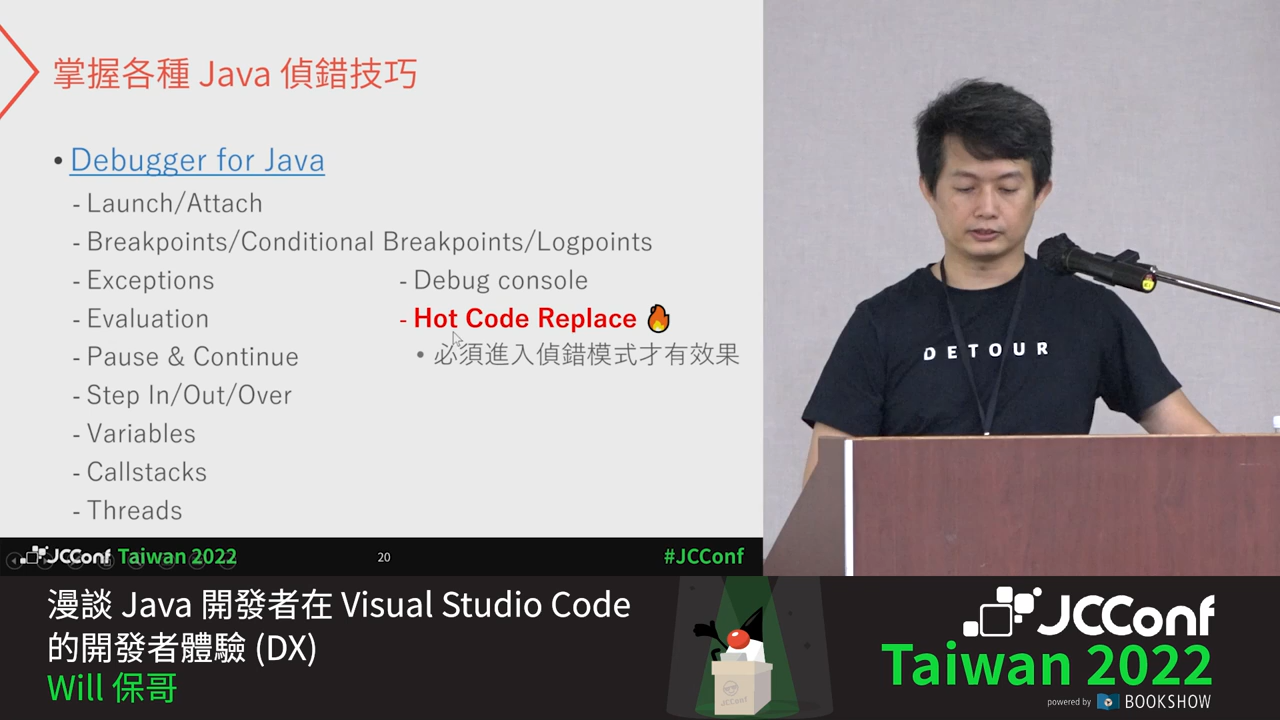 掌握各種 Java 偵錯技巧
• Debugger for Java
- Launch/Attach
- Breakpoints/Conditional Breakpoints/Logpoints
- Exceptions
- Evaluation
- Pause & Continue
- Step In/Out/Over
- Variables
- Callstacks
- Threads
- Debug console
- Hot Code Replace 🔥
• 必須進入偵錯模式才有效果
JCConf Taiwan 2022
20
#JCConf
DETOUR
漫談 Java 開發者在 Visual Studio Code
的開發者體驗 (DX)
Will 保哥
JCConf
JCConf
Taiwan 2022
powered by BOOKSHOW